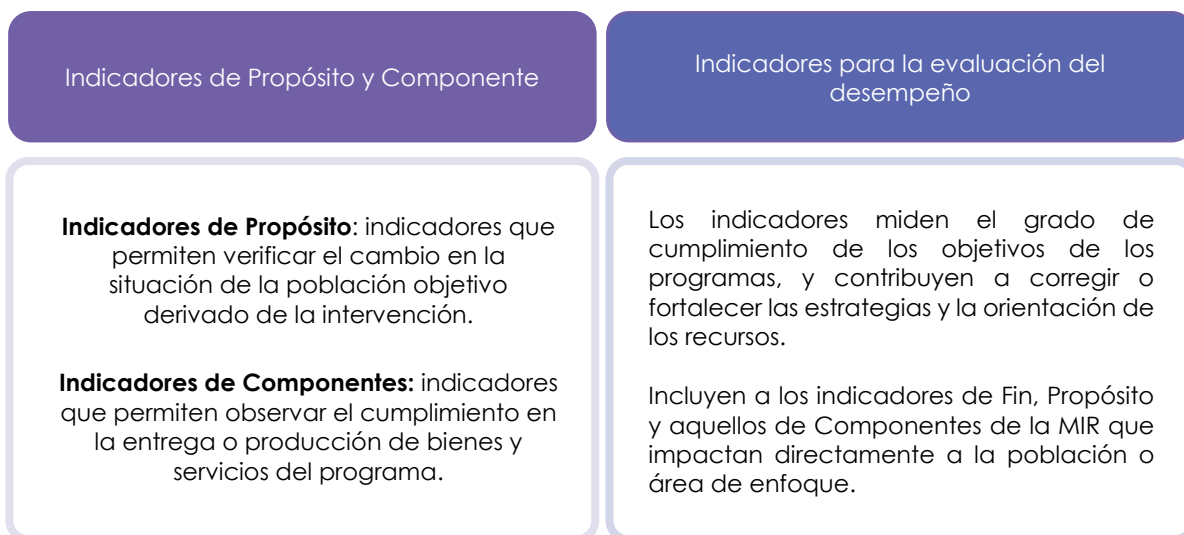 Indicadores de Propósito y Componente
Indicadores para la evaluación del
desempeño
Indicadores de Propósito: indicadores que
permiten verificar el cambio en la
situación de la población objetivo
derivado de la intervención.
Indicadores de Componentes: indicadores
que permiten observar el cumplimiento en
la entrega o producción de bienes y
servicios del programa.
Los indicadores miden el grado de
cumplimiento de los objetivos de los
programas, y contribuyen a corregir o
fortalecer las estrategias y la orientación de
los recursos.
Incluyen a los indicadores de Fin, Propósito
y aquellos de Componentes de la MIR que
impactan directamente a la población o
área de enfoque.